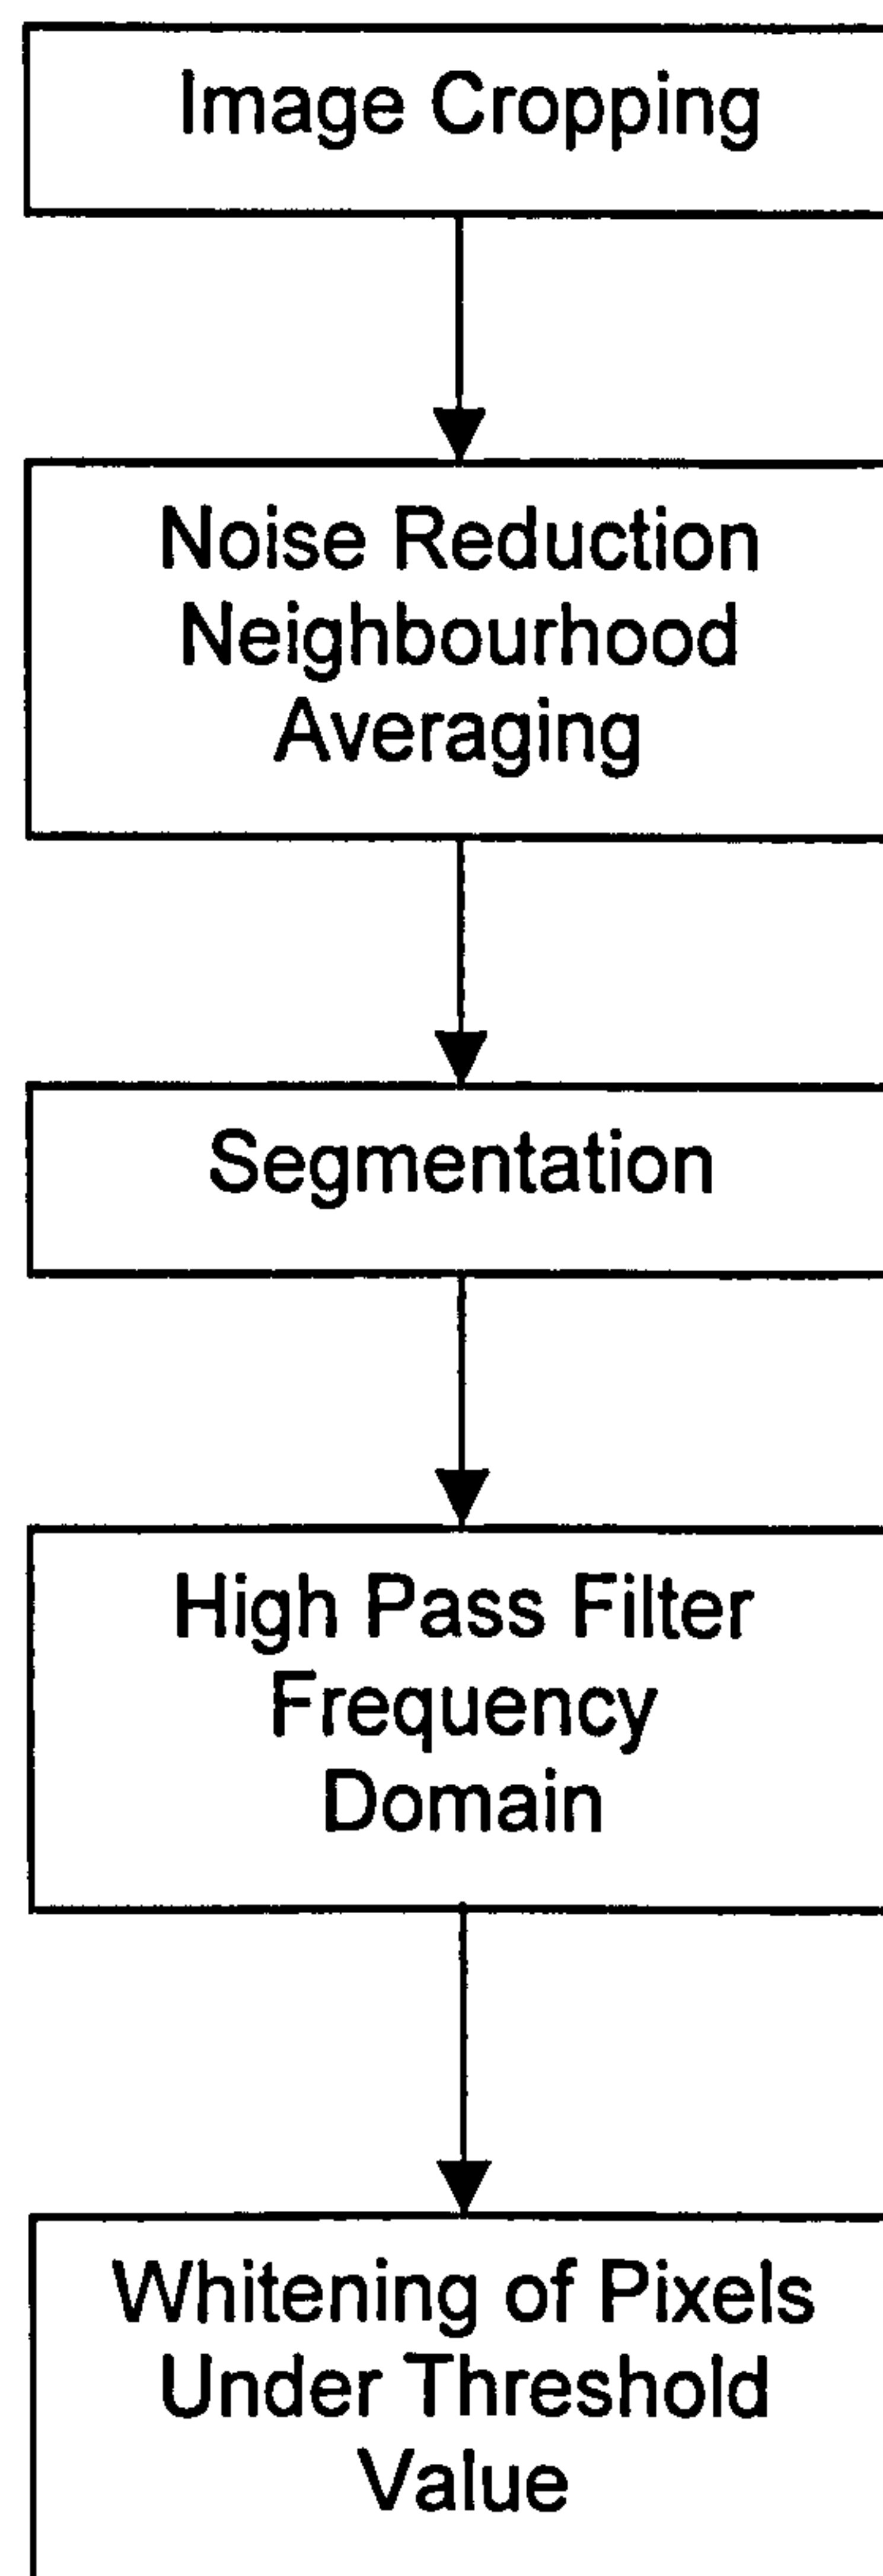 Image Cropping
Noise Reduction
Neighbourhood
Averaging
Segmentation
High Pass Filter
Frequency
Domain
Whitening of Pixels
Under Threshold
Value